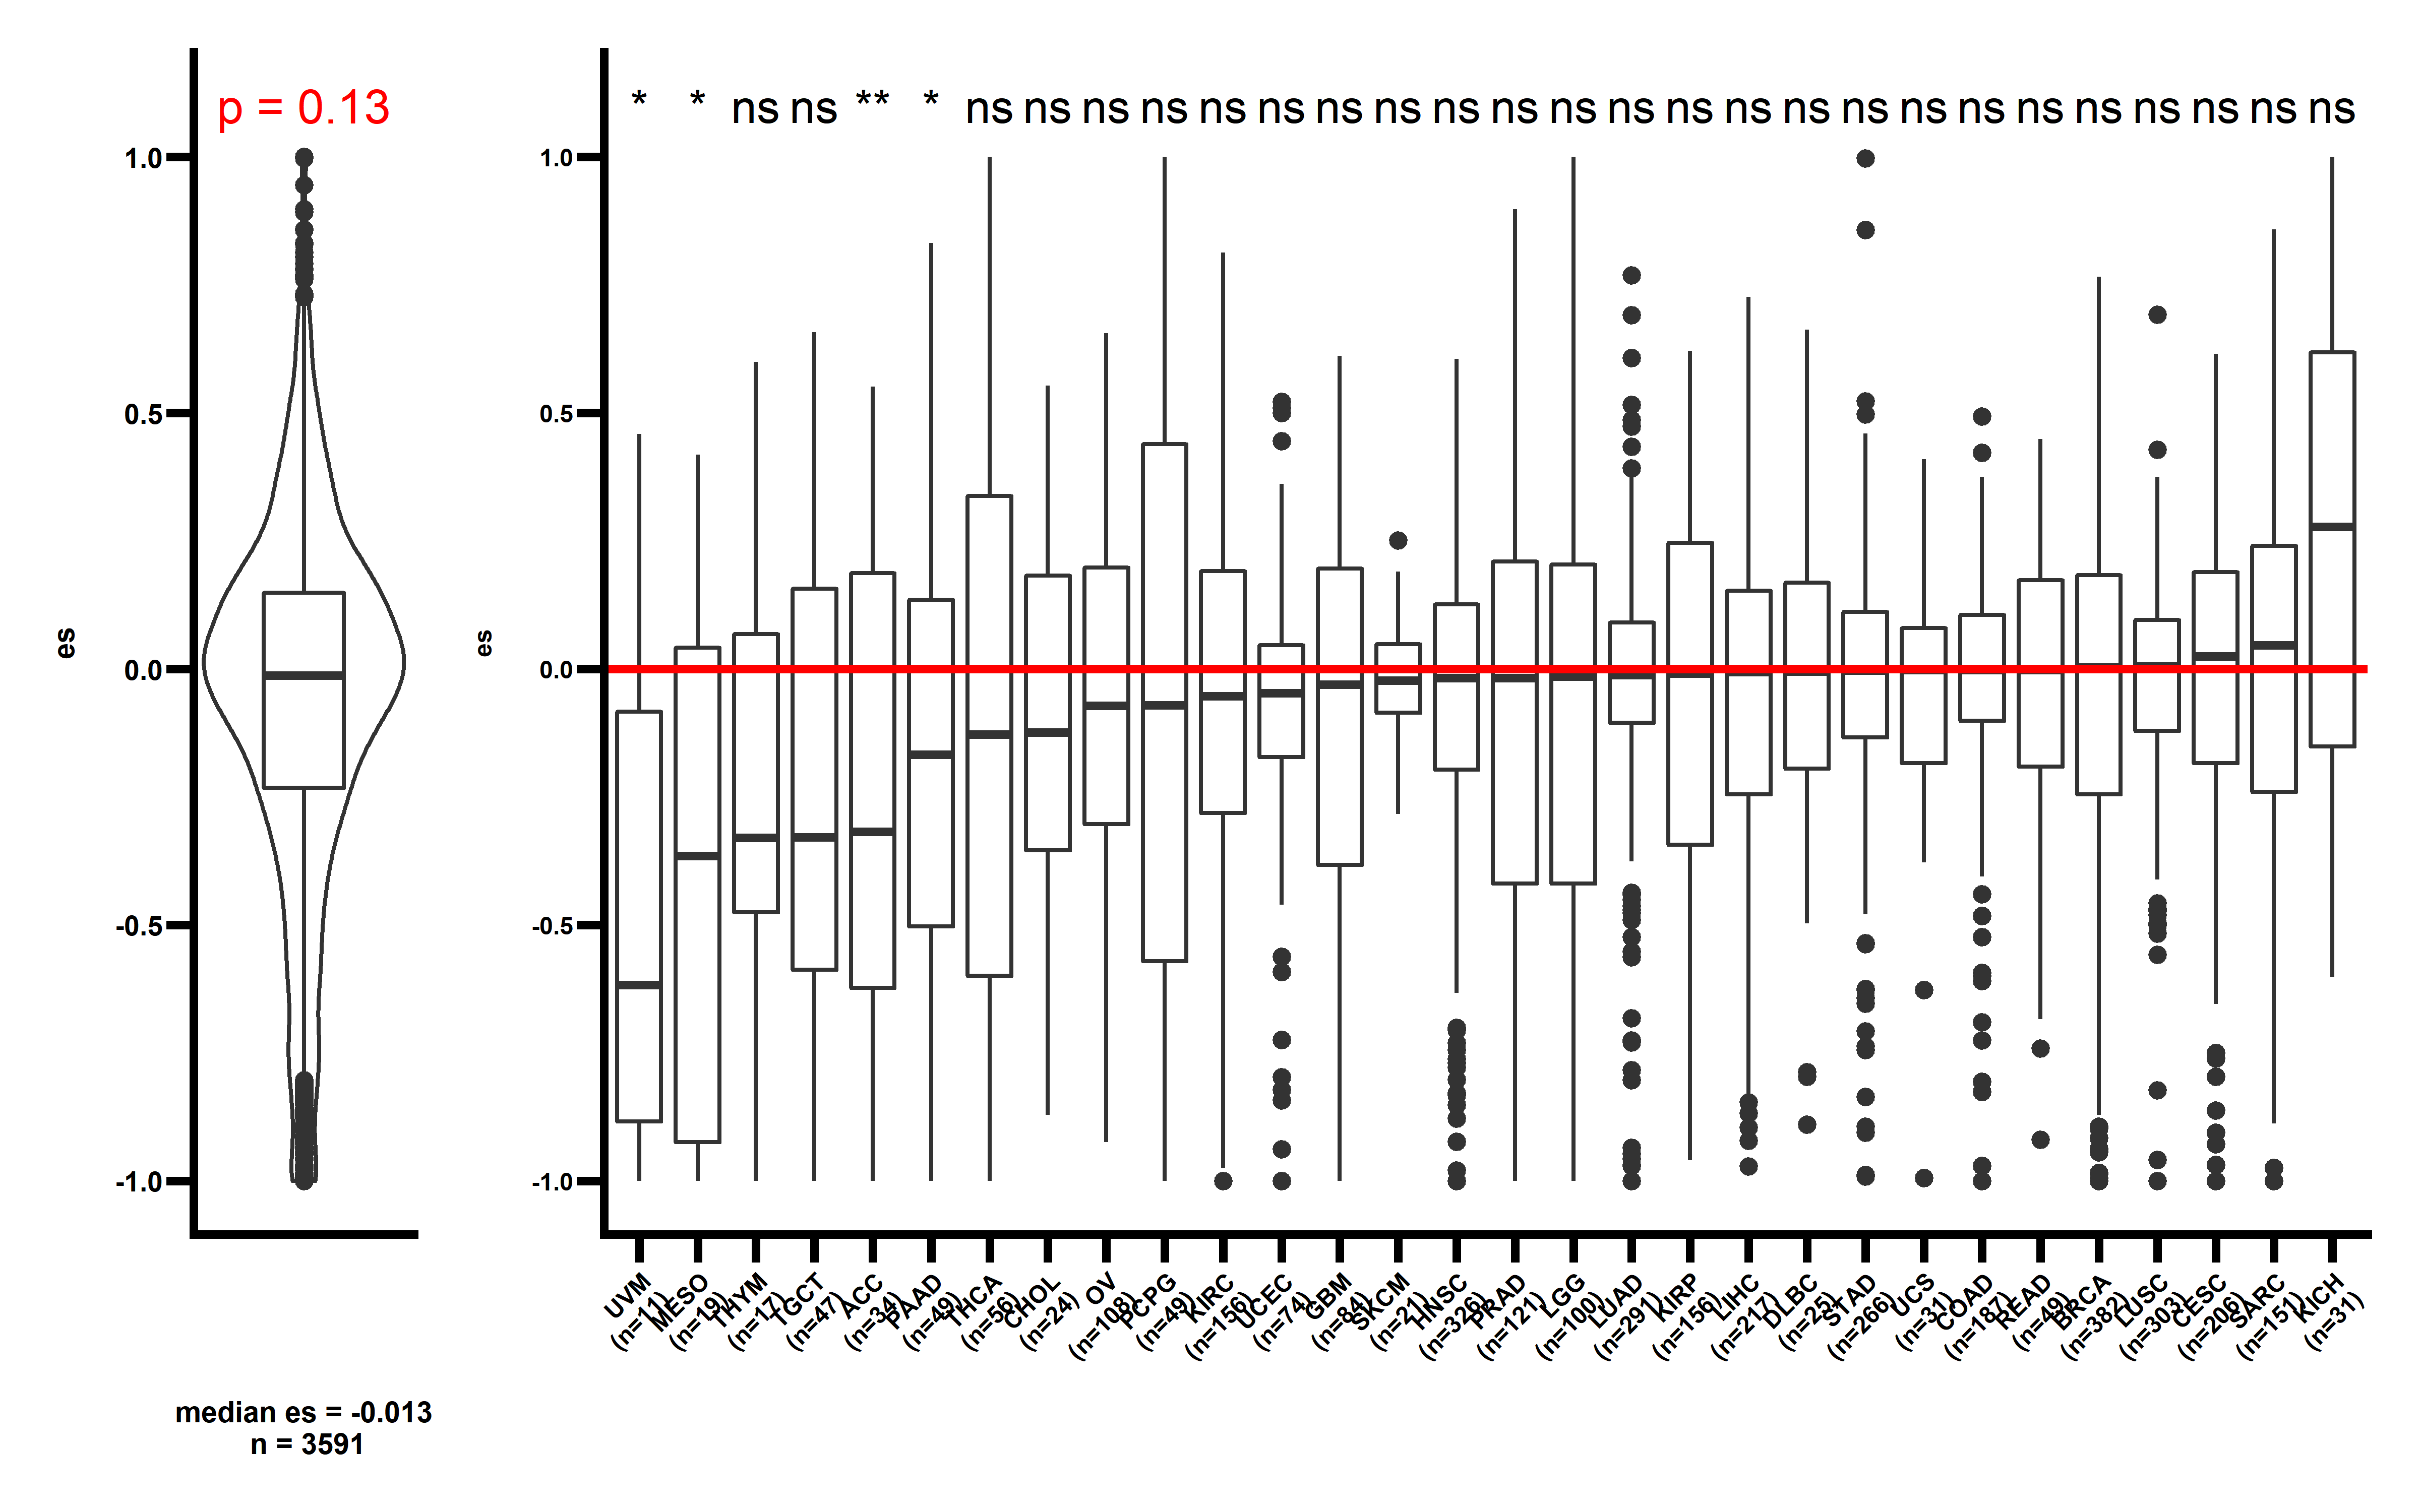 p = 0.13
1.0
0.5
0.0
-0.5
-1.0
es
median es = -0.013
n = 3591
* * ns ns ** * ns ns ns ns ns ns ns ns ns ns ns ns ns ns ns ns ns ns ns ns ns ns ns ns
1.0
0.5
0.0
-0.5
-1.0
es
UVM
(n=11)
MESO
(n=19)
THYM
(n=17)
TGCT
(n=47)
ACC
(n=34)
PAAD
(n=49)
THCA
(n=56)
CHOL
(n=24)
OV
(n=108)
PCPG
(n=49)
KIRC
(n=156)
UCEC
(n=74)
GBM
(n=84)
SKCM
(n=21)
HNSC
(n=326)
PRAD
(n=121)
LGG
(n=100)
LUAD
(n=291)
KIRP
(n=156)
LIHC
(n=217)
DLBC
(n=25)
STAD
(n=266)
UCS
(n=31)
COAD
(n=187)
READ
(n=49)
BRCA
(n=382)
LUSC
(n=303)
CESC
(n=206)
SARC
(n=151)
KICH
(n=31)